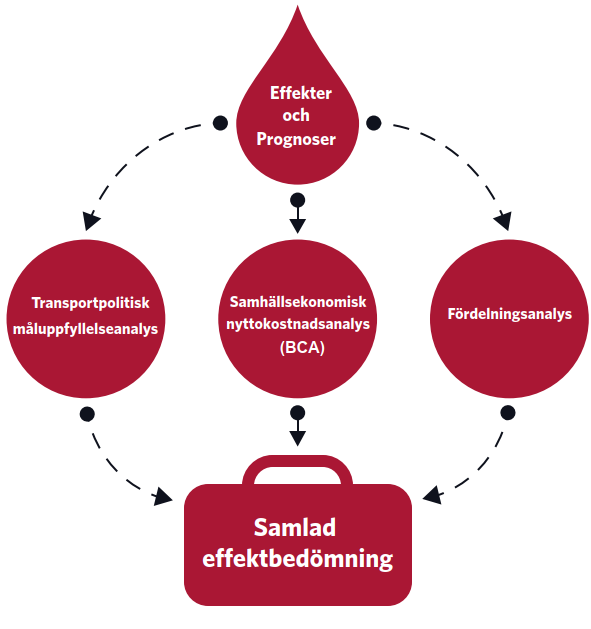 Effekter
och
Prognoser
Transportpolitisk
måluppfyllelseanalys
Samhällsekonomisk
nyttokostnadsanalys
(BCA)
Fördelningsanalys
Samlad
effektbedömning